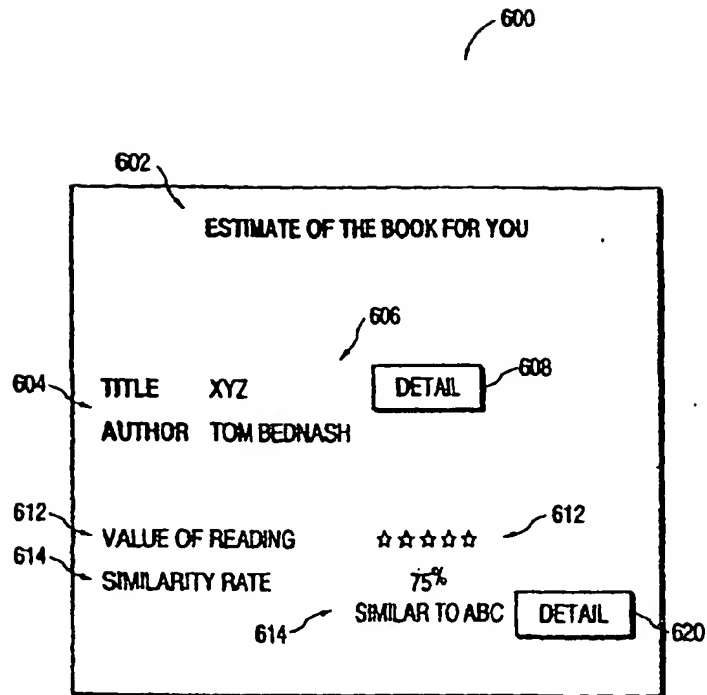 600
602
ESTIMATE OF THE BOOK FOR YOU
606
604 TITLE XYZ DETAIL 608
AUTHOR TOM BEDNASH
612 VALUE OF READING ☆☆☆☆☆ 612
614 SIMILARITY RATE 75%
614 SIMILAR TO ABC DETAIL 620